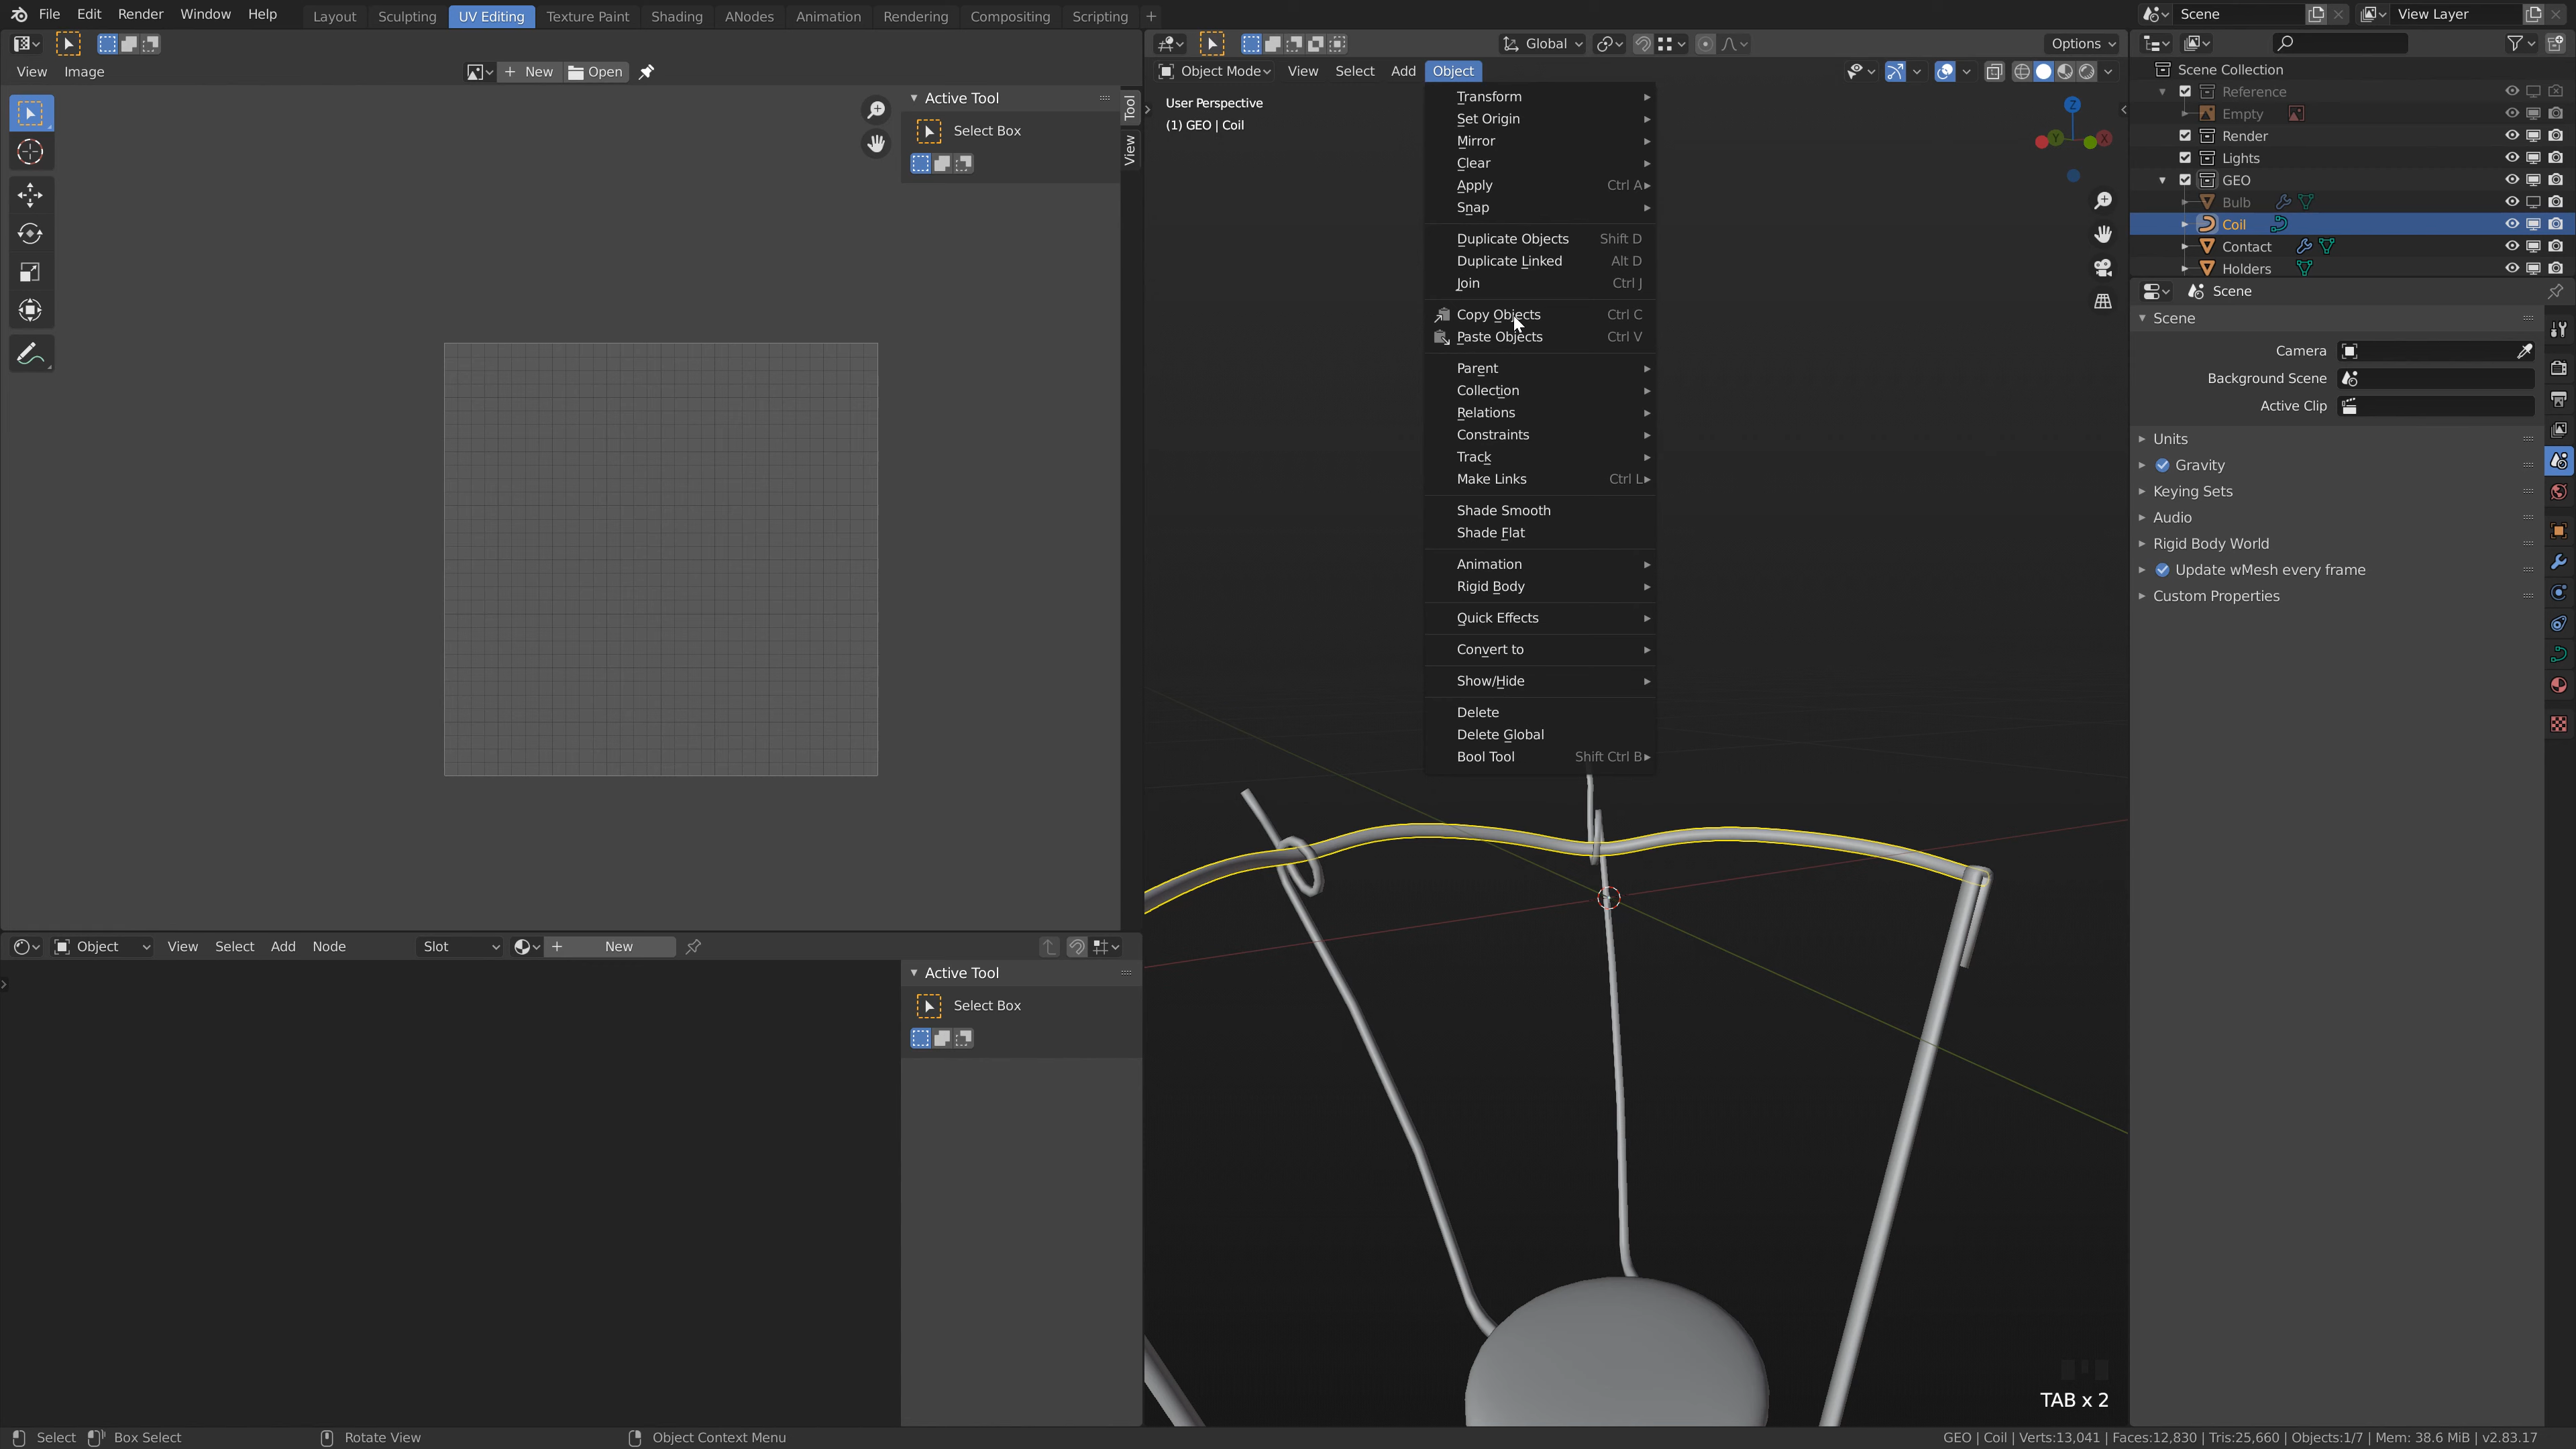 File Edit Render Window Help Layout Sculpting UV Editing Texture Paint Shading ANodes Animation Rendering Compositing Scripting + Scene View Layer
Global Options
View Image New Open Object Mode View Select Add Object
Active Tool
Select Box
Tool
View
User Perspective
(1) GEO | Coil
Transform
Set Origin
Mirror
Clear
Apply Ctrl A
Snap
Duplicate Objects Shift D
Duplicate Linked Alt D
Join Ctrl J
Copy Objects Ctrl C
Paste Objects Ctrl V
Parent
Collection
Relations
Constraints
Track
Make Links Ctrl L
Shade Smooth
Shade Flat
Animation
Rigid Body
Quick Effects
Convert to
Show/Hide
Delete
Delete Global
Bool Tool Shift Ctrl B
Z
Y
X
Scene Collection
Reference
Empty
Render
Lights
GEO
Bulb
Coil
Contact
Holders
Scene
Scene
Camera
Background Scene
Active Clip
Units
Gravity
Keying Sets
Audio
Rigid Body World
Update wMesh every frame
Custom Properties
Object View Select Add Node Slot New
Active Tool
Select Box
TAB x 2
Select Box Select Rotate View Object Context Menu GEO | Coil | Verts:13,041 | Faces:12,830 | Tris:25,660 | Objects:1/7 | Mem: 38.6 MiB | v2.83.17